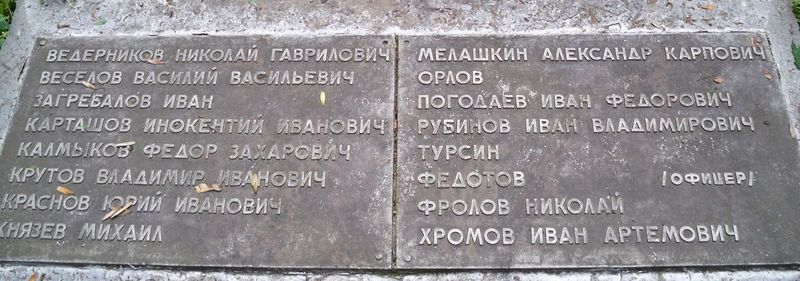 ВЕДЕРНИКОВ НИКОЛАЙ ГАВРИЛОВИЧ
ВЕСЕЛОВ ВАСИЛИЙ ВАСИЛЬЕВИЧ
ЗАГРЕБАЛОВ ИВАН
КАРТАШОВ ИНОКЕНТИЙ ИВАНОВИЧ
КАЛМЫКОВ ФЕДОР ЗАХАРОВИЧ
КРУТОВ ВЛАДИМИР ИВАНОВИЧ
КРАСНОВ ЮРИЙ ИВАНОВИЧ
КНЯЗЕВ МИХАИЛ
МЕЛАШКИН АЛЕКСАНДР КАРПОВИЧ
ОРЛОВ
ПОГОДАЕВ ИВАН ФЕДОРОВИЧ
РУБИНОВ ИВАН ВЛАДИМИРОВИЧ
ТУРСИН
ФЕДОТОВ /ОФИЦЕР/
ФРОЛОВ НИКОЛАЙ
ХРОМОВ ИВАН АРТЕМОВИЧ